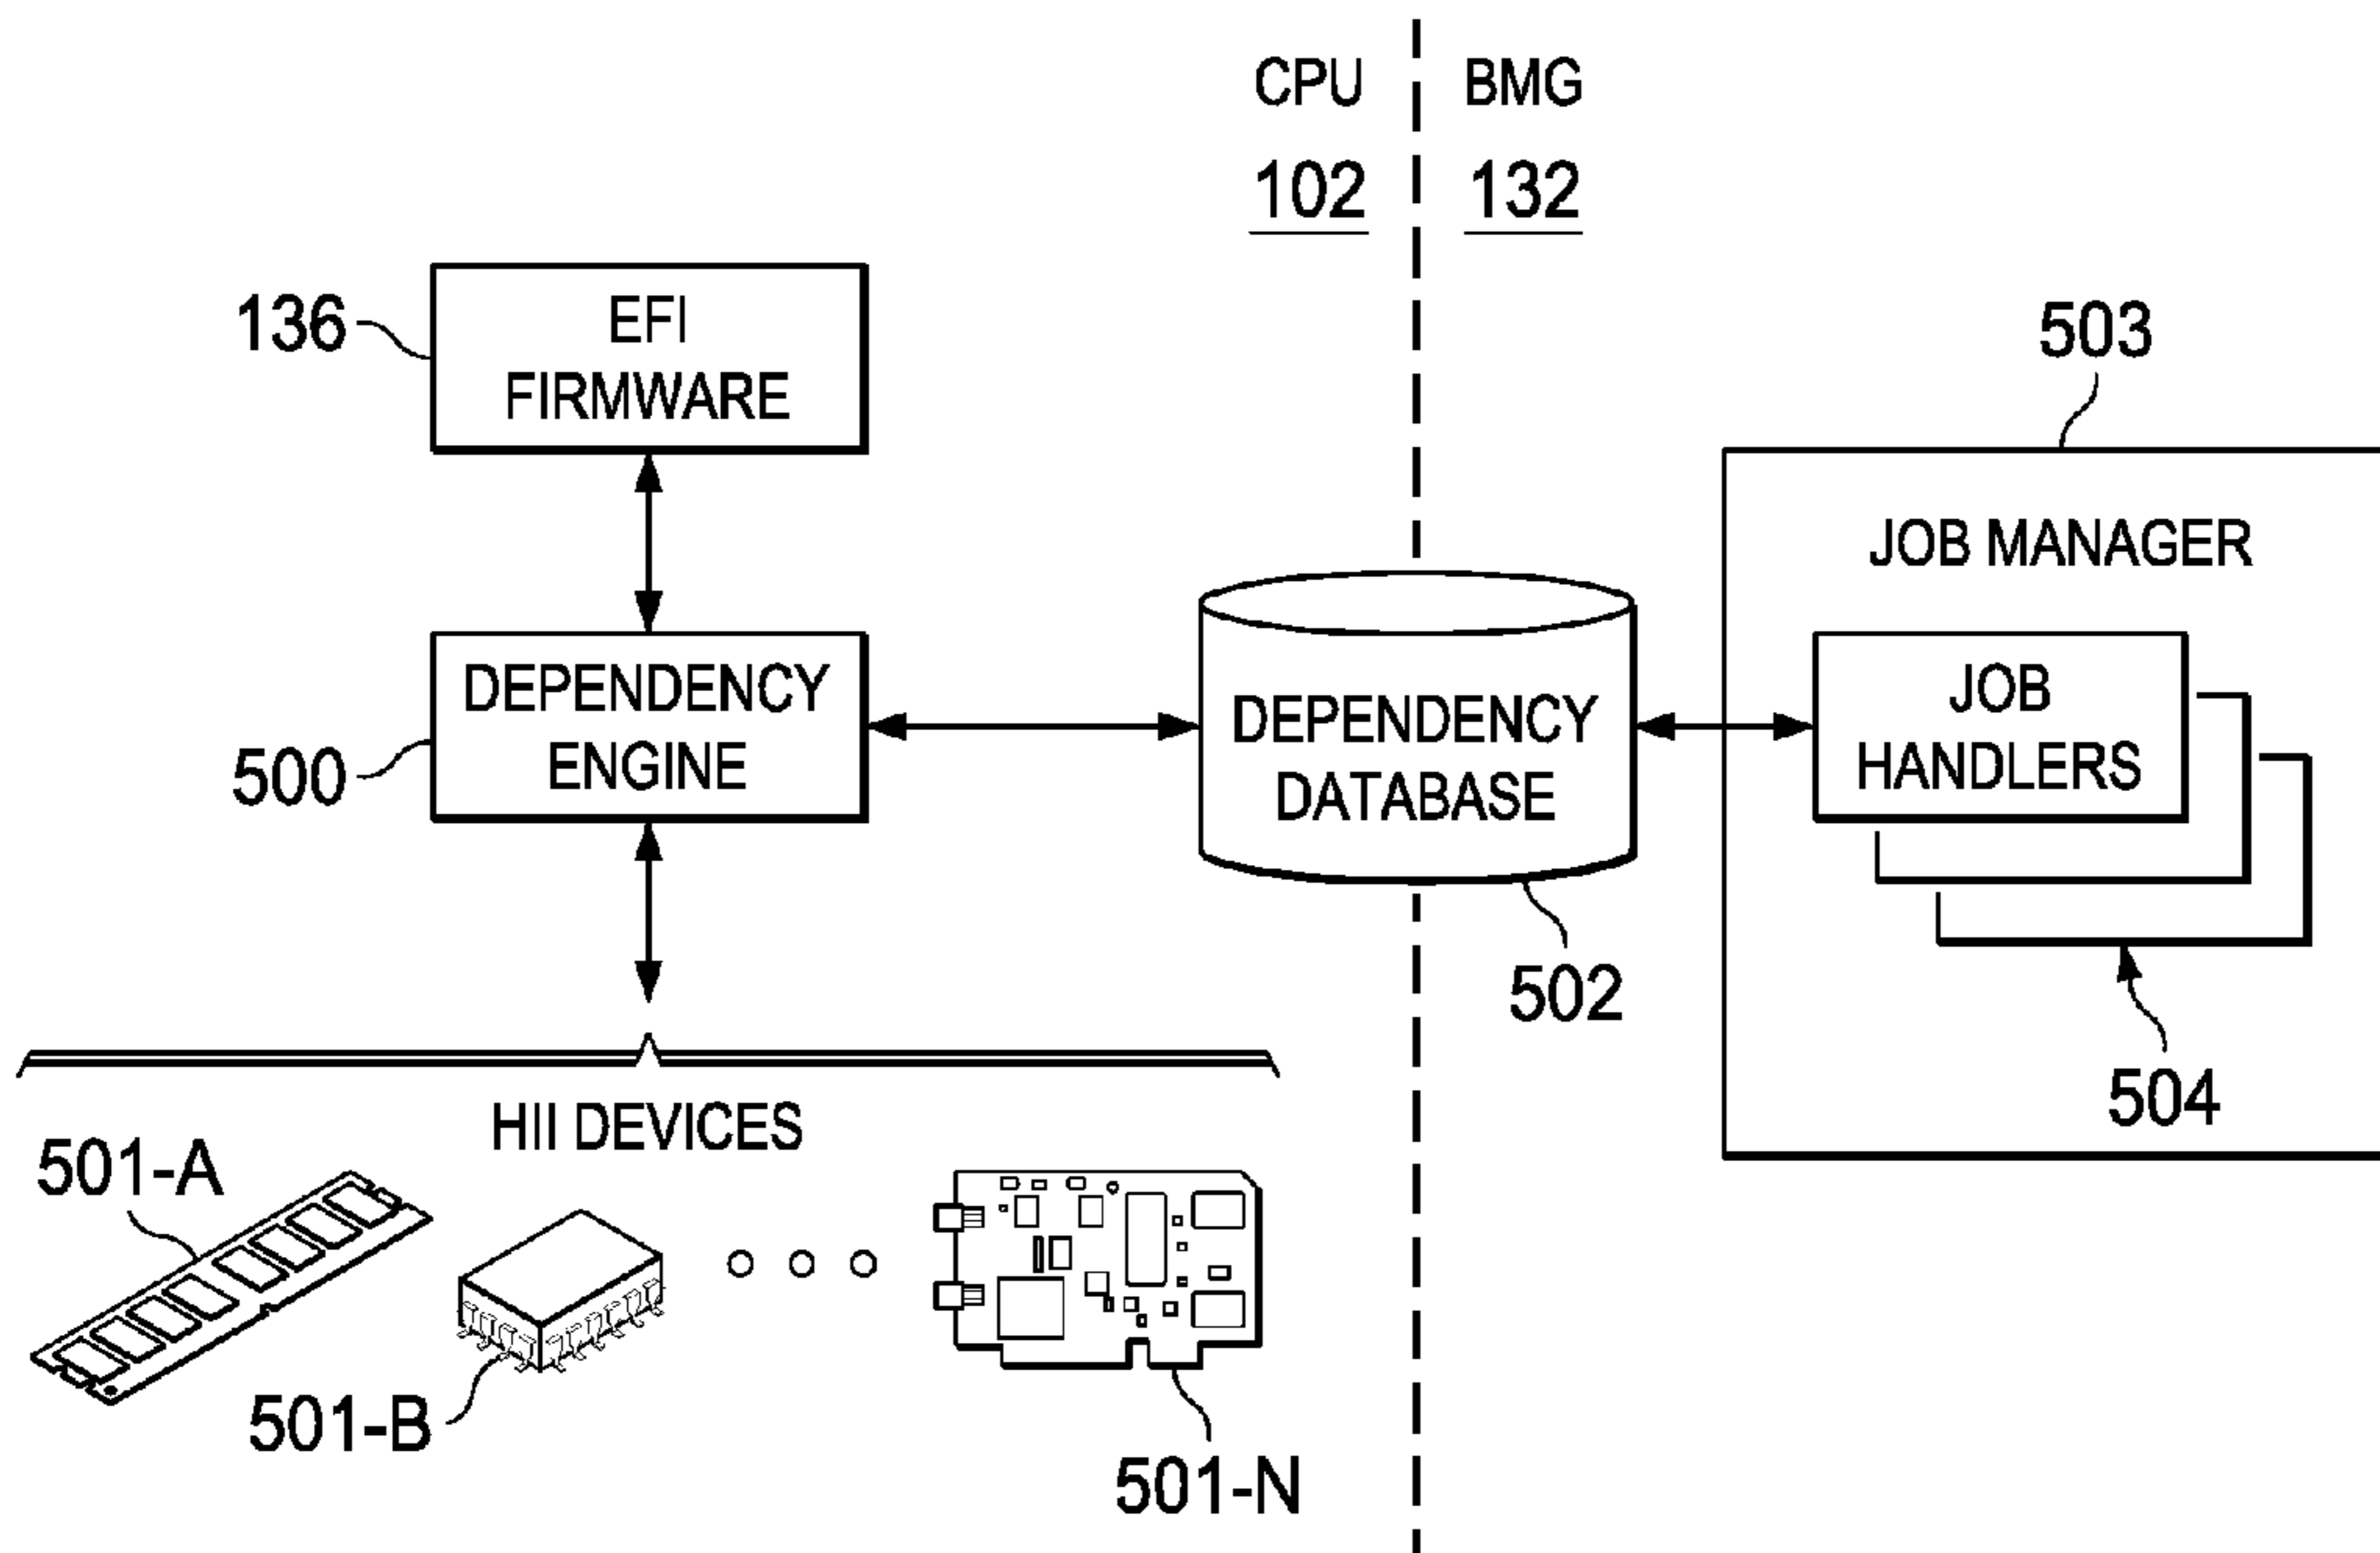 CPU
BMG
102
132
136
EFI
FIRMWARE
503
JOB MANAGER
DEPENDENCY
ENGINE
500
DEPENDENCY
DATABASE
JOB
HANDLERS
502
504
HII DEVICES
501-A
501-B
501-N